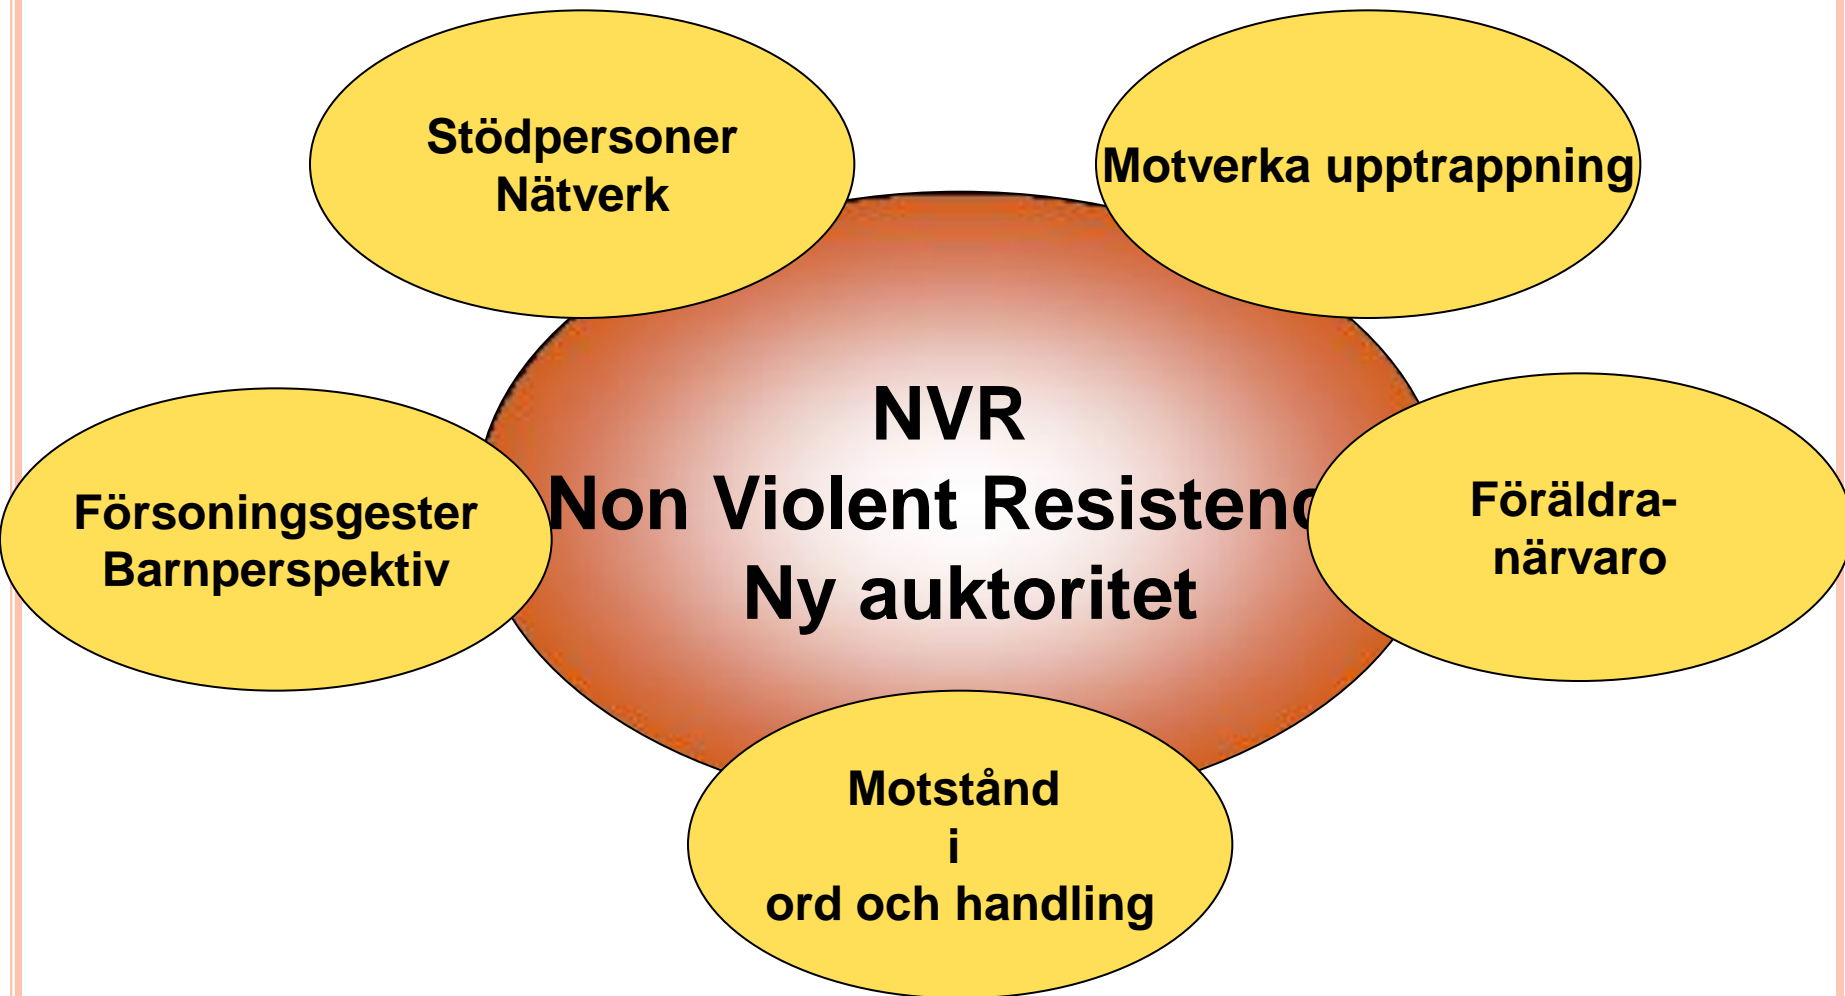 Stödpersoner
Nätverk
Motverka upptrappning
NVR
Non Violent Resistenc
Ny auktoritet
Försoningsgester
Barnperspektiv
Föräldra-
närvaro
Motstånd
i
ord och handling